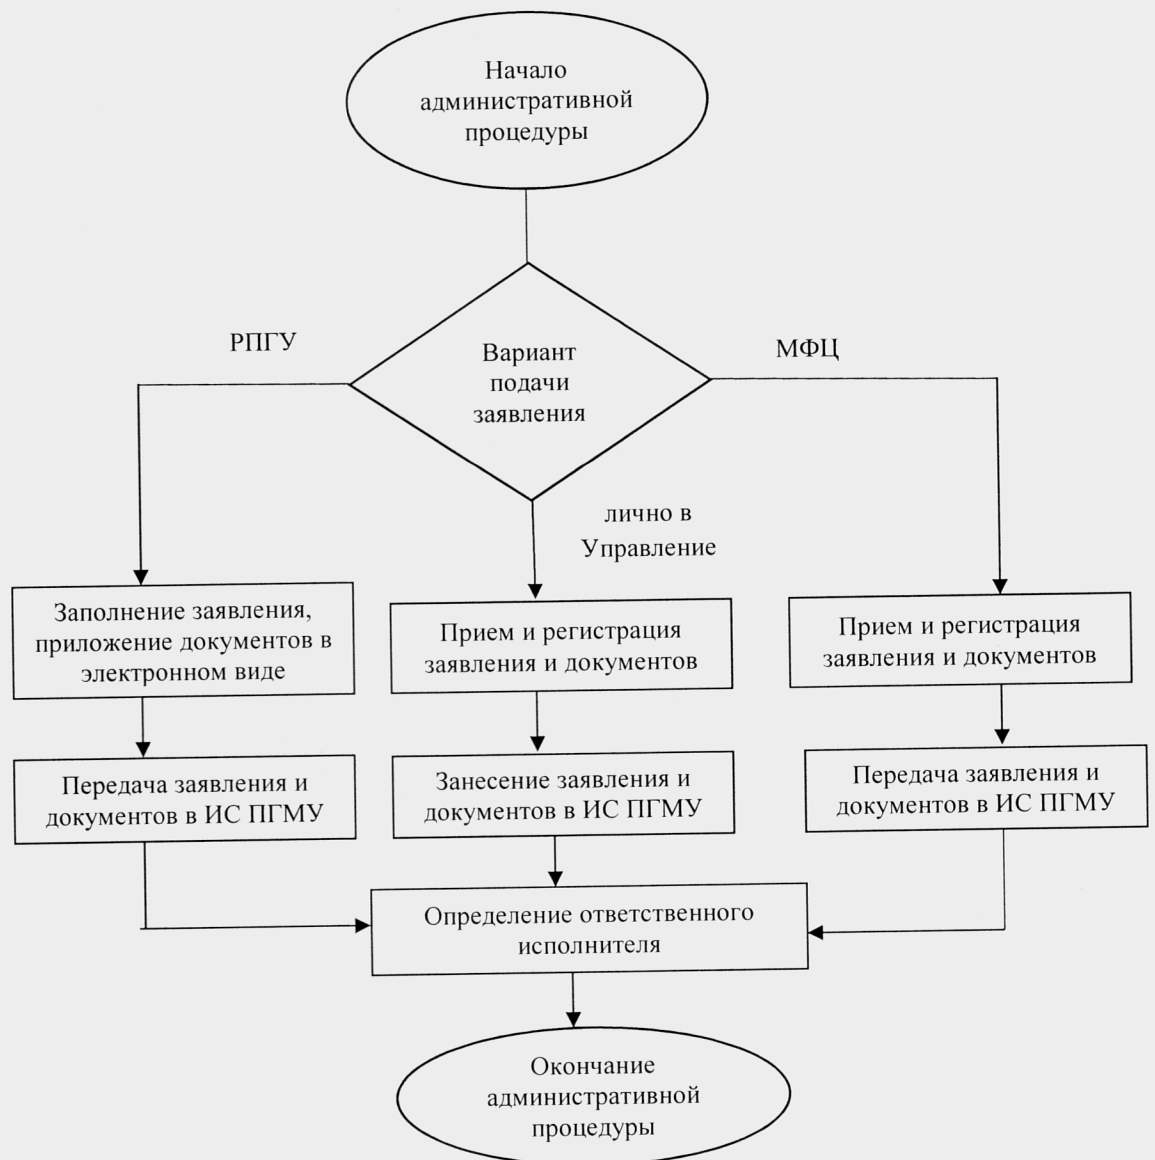 Начало
административной
процедуры
РПГУ
Вариант
подачи
заявления
МФЦ
лично в
Управление
Заполнение заявления,
приложение документов в
электронном виде
Прием и регистрация
заявления и документов
Прием и регистрация
заявления и документов
Передача заявления и
документов в ИС ПГМУ
Занесение заявления и
документов в ИС ПГМУ
Передача заявления и
документов в ИС ПГМУ
Определение ответственного
исполнителя
Окончание
административной
процедуры